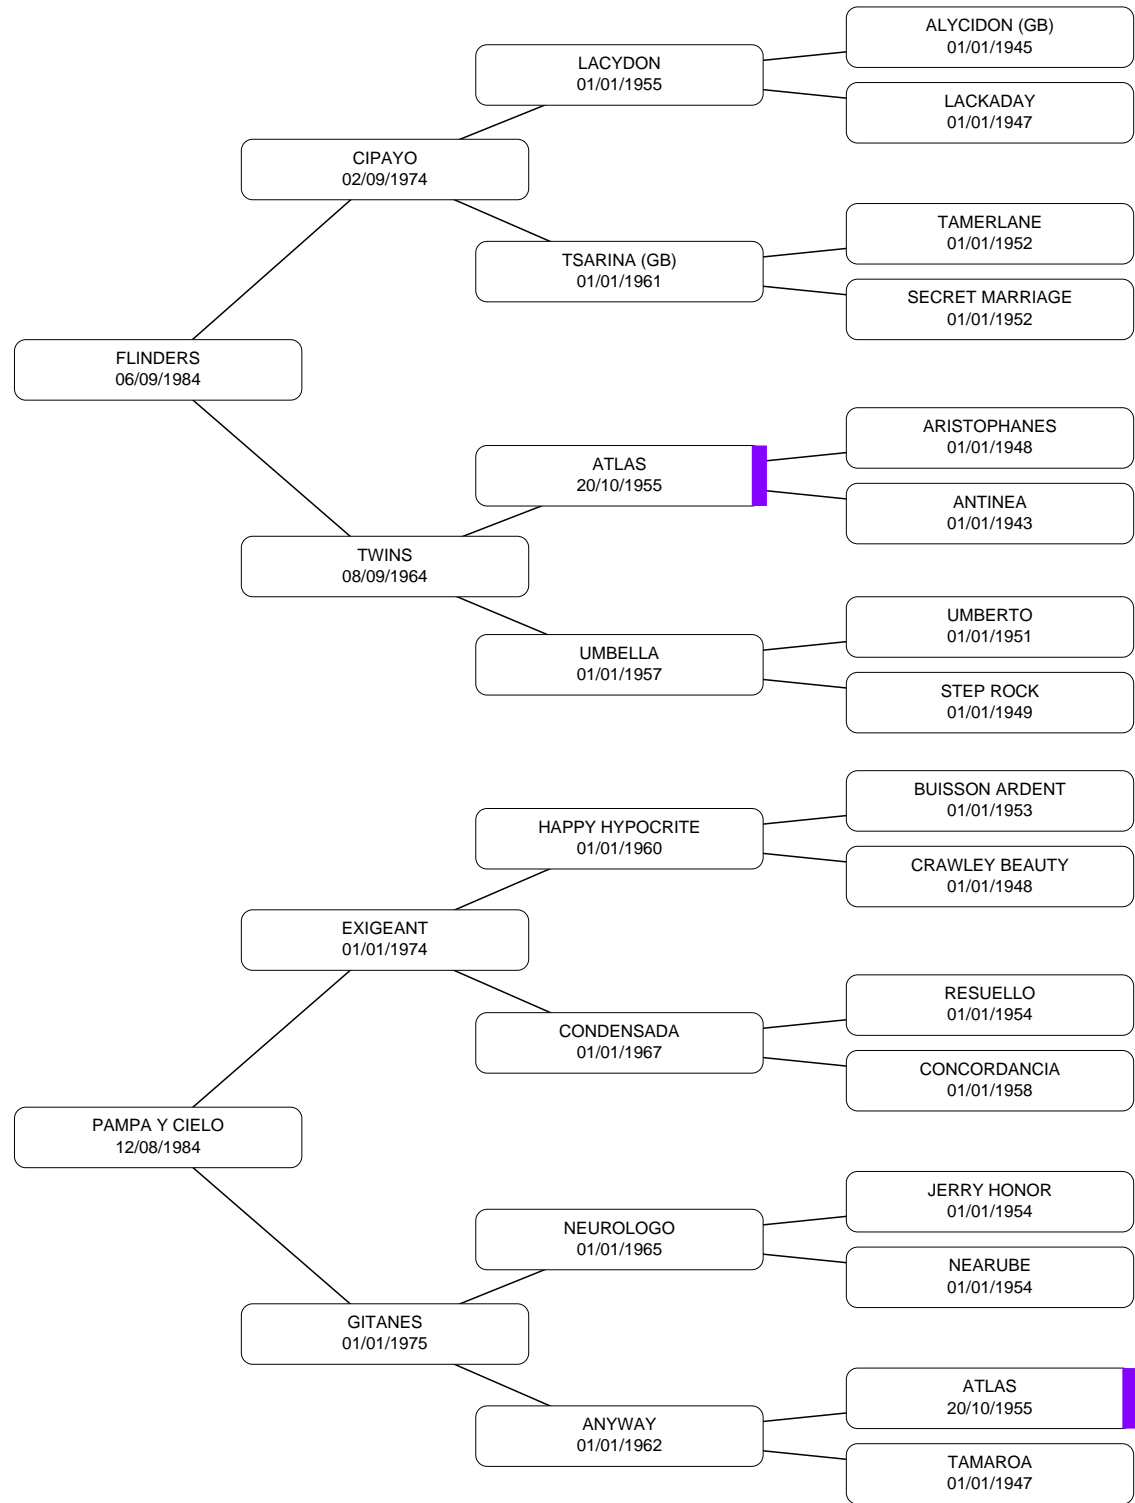 ALYCIDON (GB)
01/01/1945
LACYDON
01/01/1955
LACKADAY
01/01/1947
CIPAYO
02/09/1974
TAMERLANE
01/01/1952
TSARINA (GB)
01/01/1961
SECRET MARRIAGE
01/01/1952
FLINDERS
06/09/1984
ARISTOPHANES
01/01/1948
ATLAS
20/10/1955
ANTINEA
01/01/1943
TWINS
08/09/1964
UMBERTO
01/01/1951
UMBELLA
01/01/1957
STEP ROCK
01/01/1949
BUISSON ARDENT
01/01/1953
HAPPY HYPOCRITE
01/01/1960
CRAWLEY BEAUTY
01/01/1948
EXIGEANT
01/01/1974
RESUELLO
01/01/1954
CONDENSADA
01/01/1967
CONCORDANCIA
01/01/1958
PAMPA Y CIELO
12/08/1984
JERRY HONOR
01/01/1954
NEUROLOGO
01/01/1965
NEARUBE
01/01/1954
GITANES
01/01/1975
ATLAS
20/10/1955
ANYWAY
01/01/1962
TAMAROA
01/01/1947